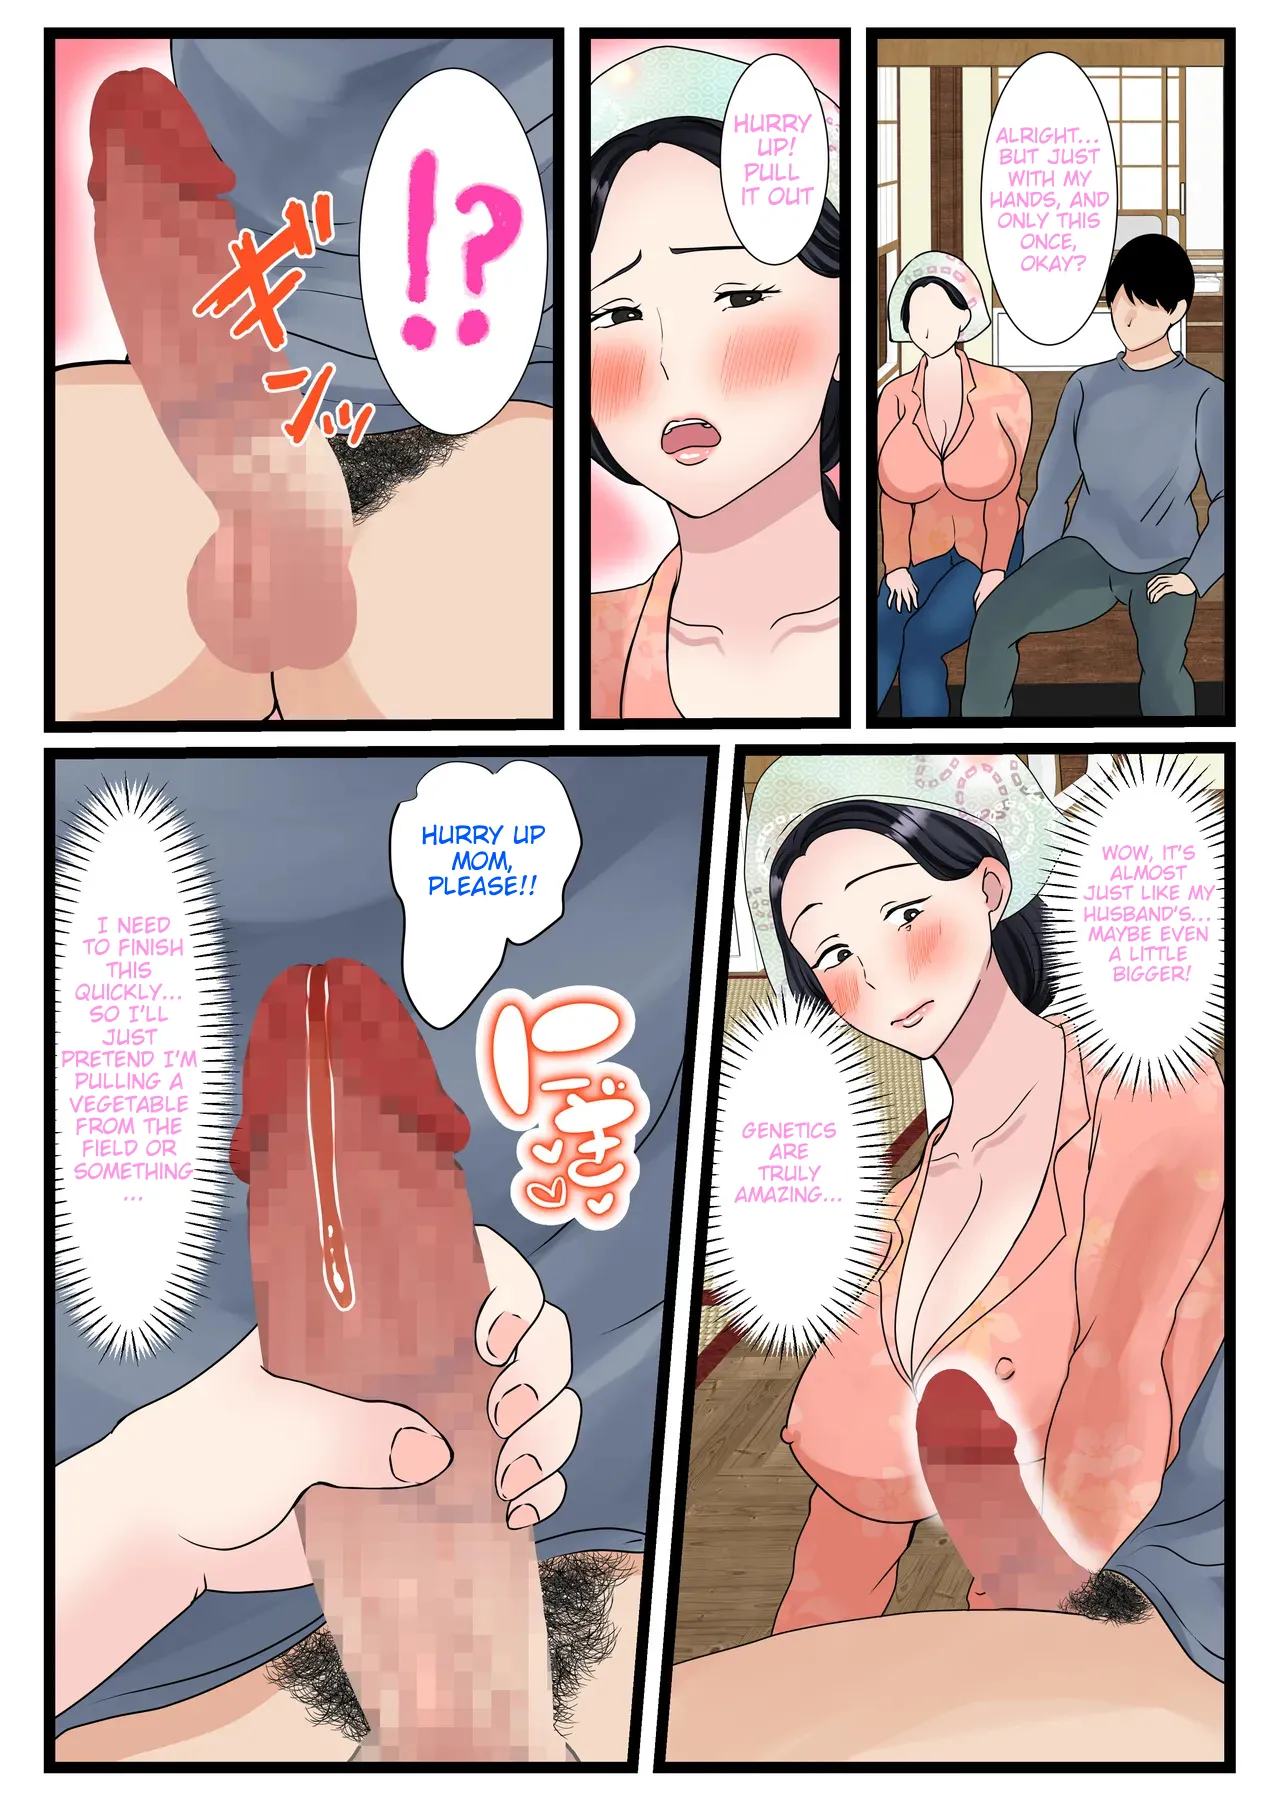 ALRIGHT...
BUT JUST
WITH MY
HANDS, AND
ONLY THIS
ONCE,
OKAY?
HURRY
UP!
PULL
IT OUT
!?
ギ
ンッ
WOW, IT'S
ALMOST
JUST LIKE MY
HUSBAND'S...
MAYBE EVEN
A LITTLE
BIGGER!
GENETICS
ARE
TRULY
AMAZING...
HURRY UP
MOM,
PLEASE!!
にぎ
I NEED
TO FINISH
THIS
QUICKLY...
SO I'LL
JUST
PRETEND I'M
PULLING A
VEGETABLE
FROM THE
FIELD OR
SOMETHING
...